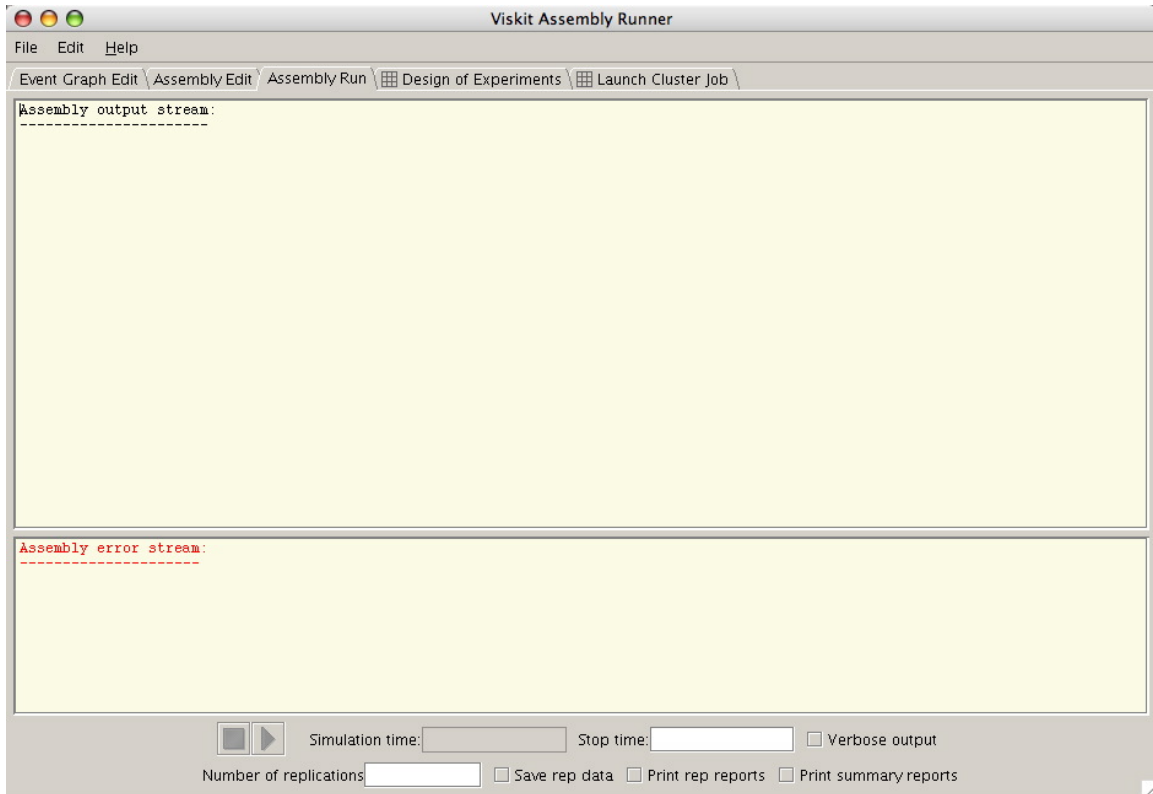 Viskit Assembly Runner
File Edit Help
Event Graph Edit Assembly Edit Assembly Run Design of Experiments Launch Cluster Job
Assembly output stream:
----------------------
Assembly error stream:
---------------------
Simulation time: Stop time: Verbose output
Number of replications Save rep data Print rep reports Print summary reports